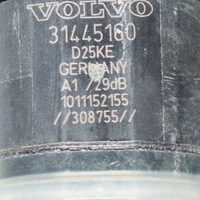 VOLVO
31445160
D25KE
GERMANY
A1 /29dB
1011152155
//308755//